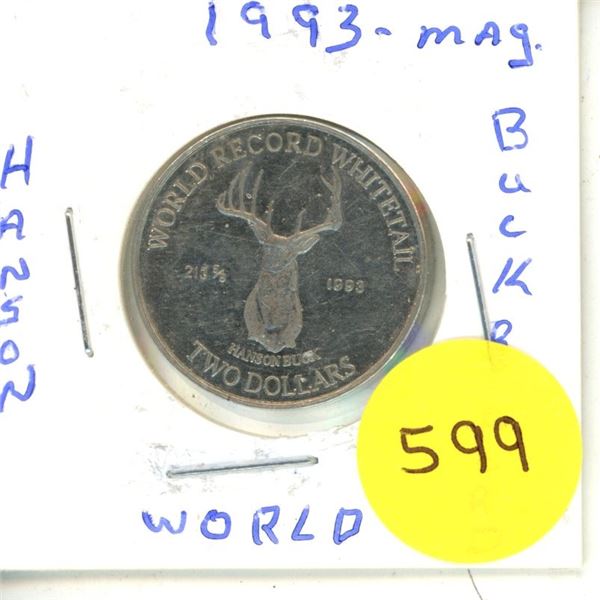 1993- mag.
HANSON
BUCK
WORLD RECORD WHITETAIL
213 5/8
1993
HANSON BUCK
TWO DOLLARS
599
WORLD